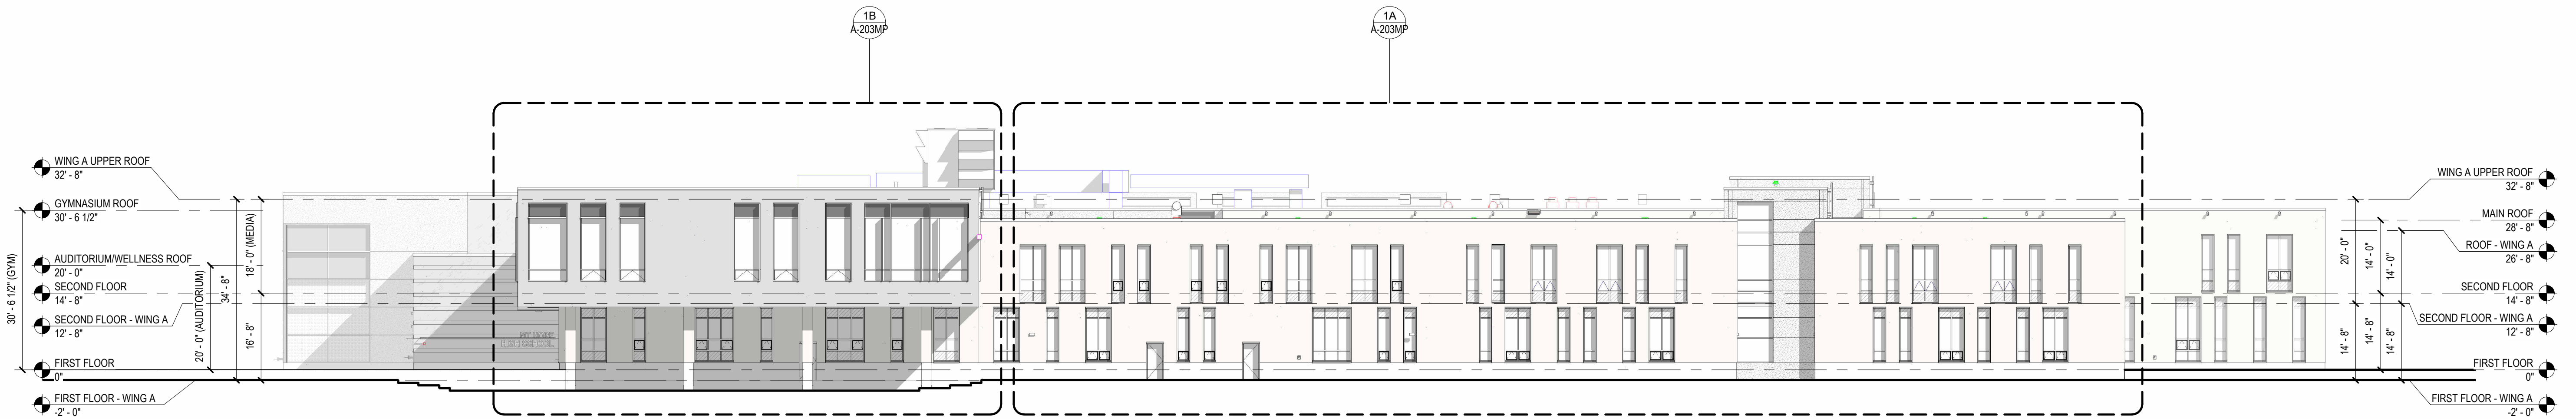 1B
A-203MP
1A
A-203MP
WING A UPPER ROOF
32' - 8"
GYMNASIUM ROOF
30' - 6 1/2"
AUDITORIUM/WELLNESS ROOF
20' - 0"
SECOND FLOOR
14' - 8"
SECOND FLOOR - WING A
12' - 8"
FIRST FLOOR
0"
FIRST FLOOR - WING A
-2' - 0"
30' - 6 1/2" (GYM)
20' - 0" (AUDITORIUM)
34' - 8"
18' - 0" (MEDIA)
16' - 8"
HIGH SCHOOL
20' - 0"
14' - 0"
14' - 0"
14' - 8"
14' - 8"
14' - 8"
WING A UPPER ROOF
32' - 8"
MAIN ROOF
28' - 8"
ROOF - WING A
26' - 8"
SECOND FLOOR
14' - 8"
SECOND FLOOR - WING A
12' - 8"
FIRST FLOOR
0"
FIRST FLOOR - WING A
-2' - 0"